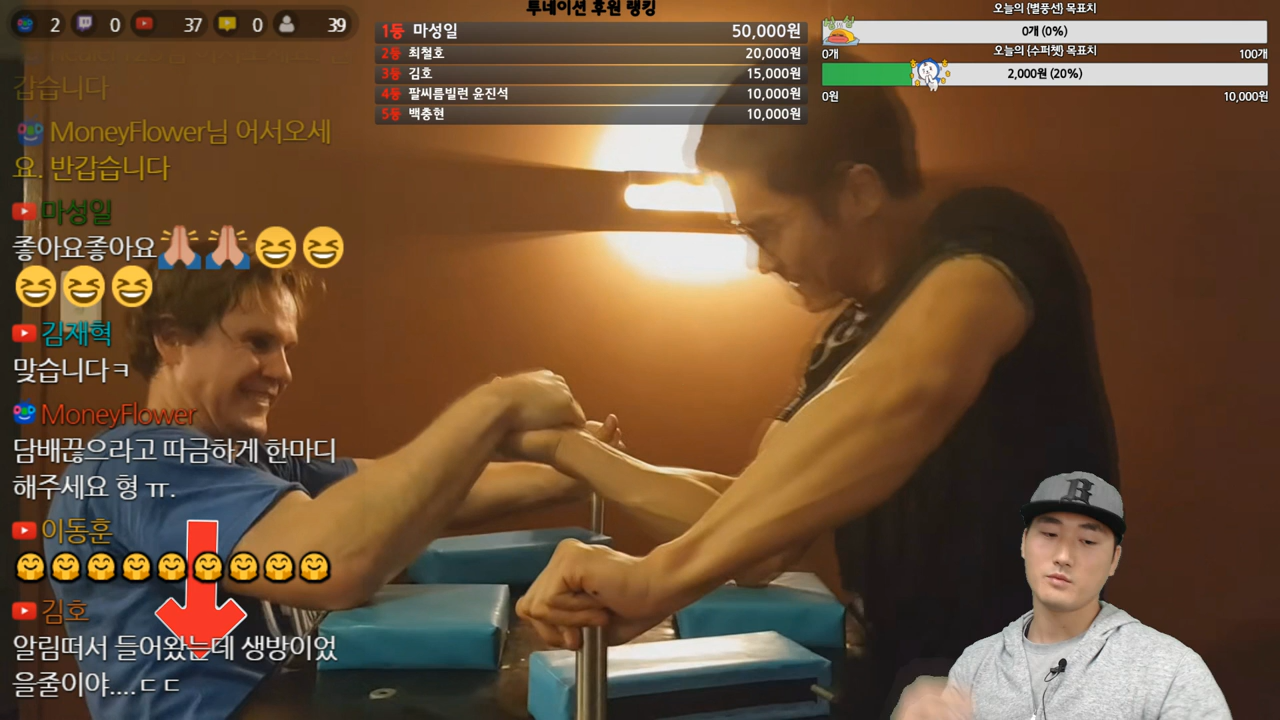 2 0 37 0 39
갑습니다
MoneyFlower님 어서오세
요. 반갑습니다
마성일
좋아요좋아요
김재혁
맞습니다ㅋ
MoneyFlower
담배끊으라고 따금하게 한마디
해주세요 형 ㅠ.
이동훈
김호
알림떠서 들어왔는데 생방이었
을줄이야....ㄷㄷ
투네이션 후원 랭킹
1등 마성일 50,000원
2등 최철호 20,000원
3등 김호 15,000원
4등 팔씨름빌런 윤진석 10,000원
5등 백충현 10,000원
오늘의 (별풍선) 목표치
0개 (0%)
0개 100개
오늘의 (수퍼챗) 목표치
2,000원 (20%)
0원 10,000원
B